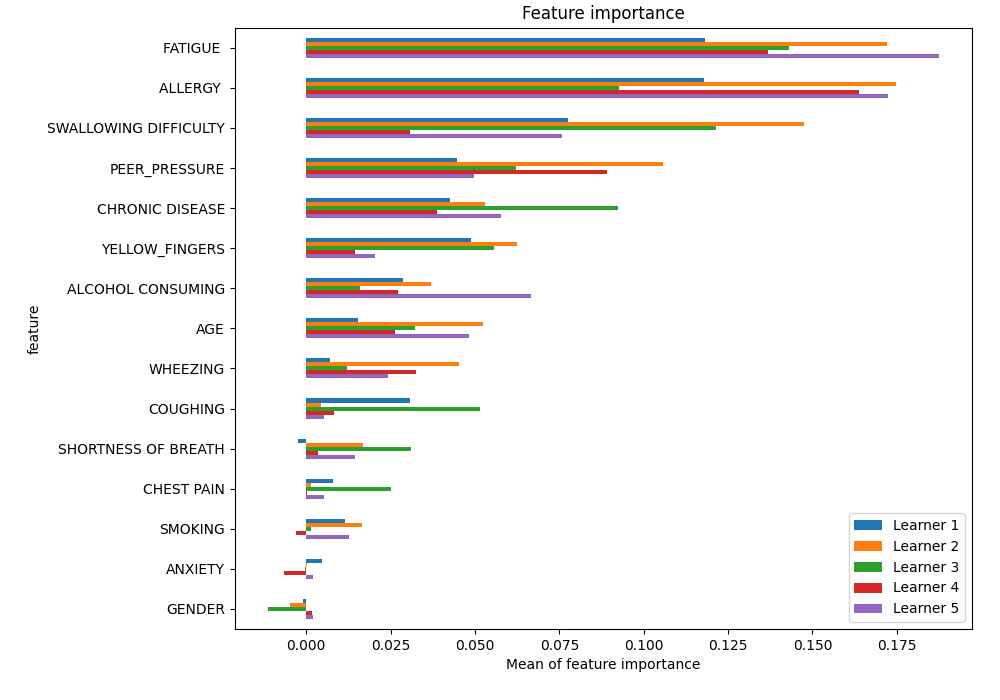 Feature importance
FATIGUE
ALLERGY
SWALLOWING DIFFICULTY
PEER_PRESSURE
CHRONIC DISEASE
YELLOW_FINGERS
ALCOHOL CONSUMING
AGE
WHEEZING
COUGHING
SHORTNESS OF BREATH
CHEST PAIN
SMOKING
ANXIETY
GENDER
feature
Learner 1
Learner 2
Learner 3
Learner 4
Learner 5
0.000 0.025 0.050 0.075 0.100 0.125 0.150 0.175
Mean of feature importance